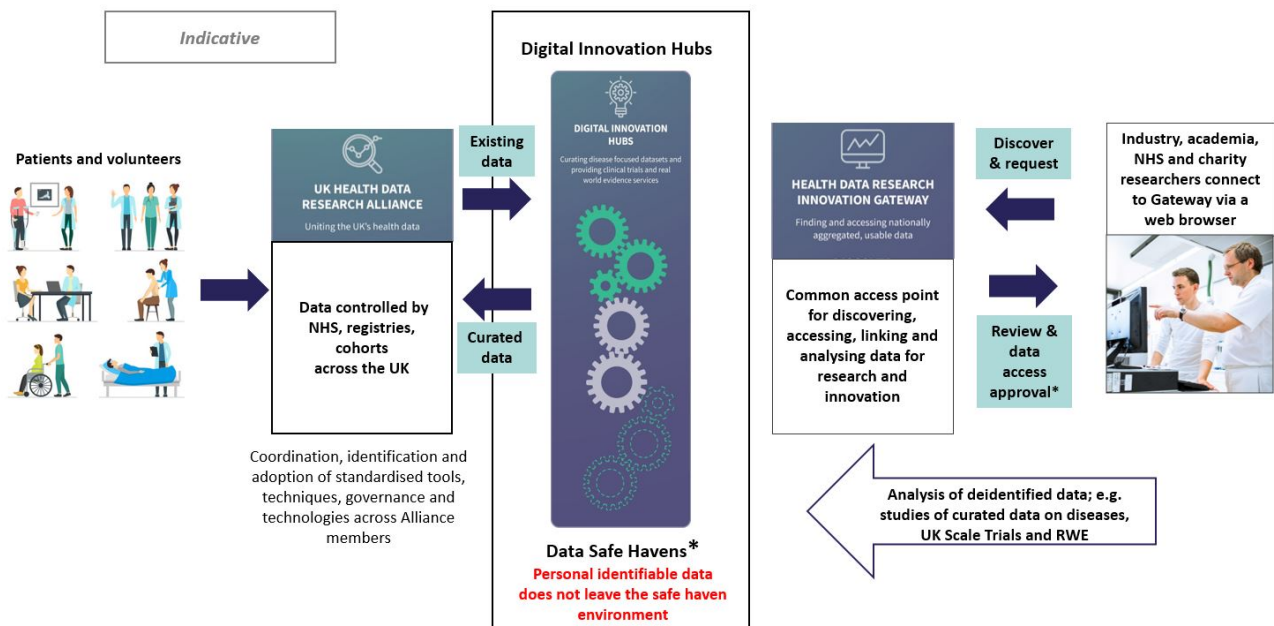 Indicative
Patients and volunteers
UK HEALTH DATA
RESEARCH ALLIANCE
Uniting the UK's health data
Data controlled by
NHS, registries,
cohorts
across the UK
Coordination, identification and
adoption of standardised tools,
techniques, governance and
technologies across Alliance
members
Existing
data
Curated
data
Digital Innovation Hubs
DIGITAL INNOVATION
HUBS
Curating disease focused datasets and
providing clinical trials and real
world evidence services
Data Safe Havens*
Personal identifiable data
does not leave the safe haven
environment
HEALTH DATA RESEARCH
INNOVATION GATEWAY
Finding and accessing nationally
aggregated, usable data
Common access point
for discovering,
accessing, linking and
analysing data for
research and
innovation
Discover
& request
Review &
data
access
approval*
Industry, academia,
NHS and charity
researchers connect
to Gateway via a
web browser
Analysis of deidentified data; e.g.
studies of curated data on diseases,
UK Scale Trials and RWE